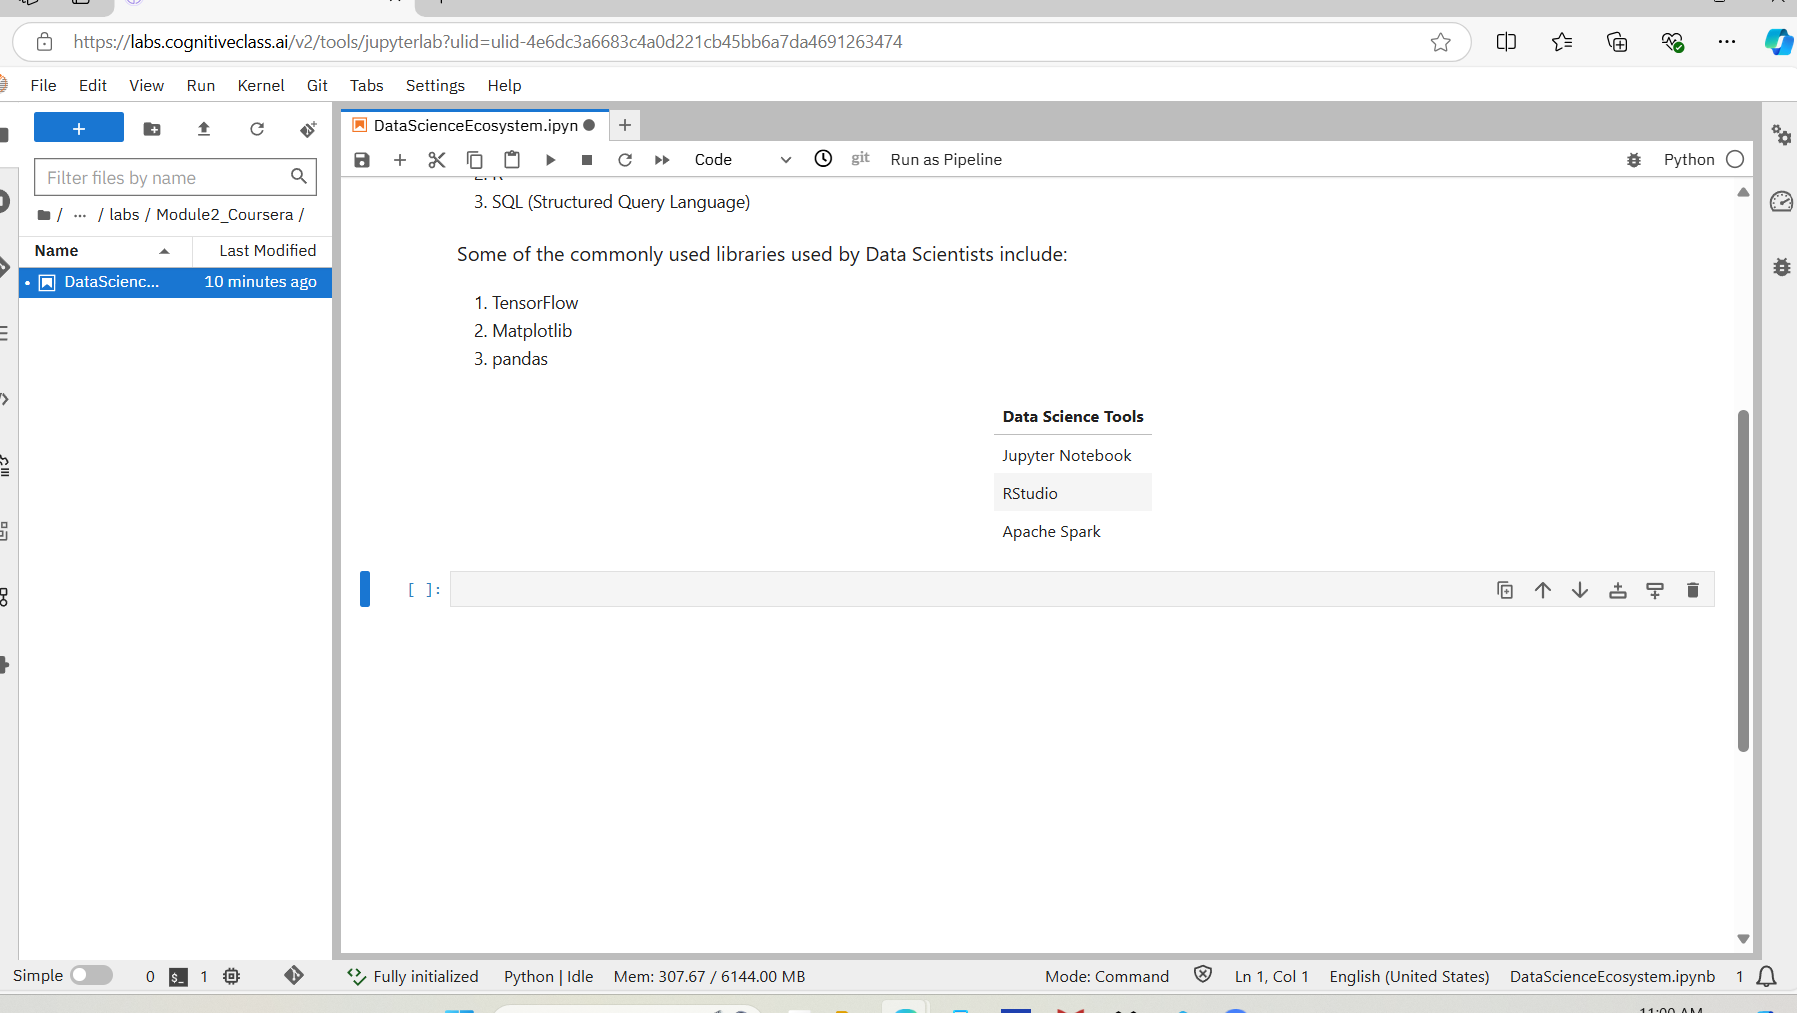 https://labs.cognitiveclass.ai/v2/tools/jupyterlab?ulid=ulid-4e6dc3a6683c4a0d221cb45bb6a7da4691263474
File Edit View Run Kernel Git Tabs Settings Help
+
DataScienceEcosystem.ipyn
Code
git
Run as Pipeline
Python
Filter files by name
/ ... / labs / Module2_Coursera /
Name Last Modified
DataScienc... 10 minutes ago
3. SQL (Structured Query Language)
Some of the commonly used libraries used by Data Scientists include:
1. TensorFlow
2. Matplotlib
3. pandas
Data Science Tools
Jupyter Notebook
RStudio
Apache Spark
[ ]:
Simple 0 $_ 1 Fully initialized Python | Idle Mem: 307.67 / 6144.00 MB Mode: Command Ln 1, Col 1 English (United States) DataScienceEcosystem.ipynb 1